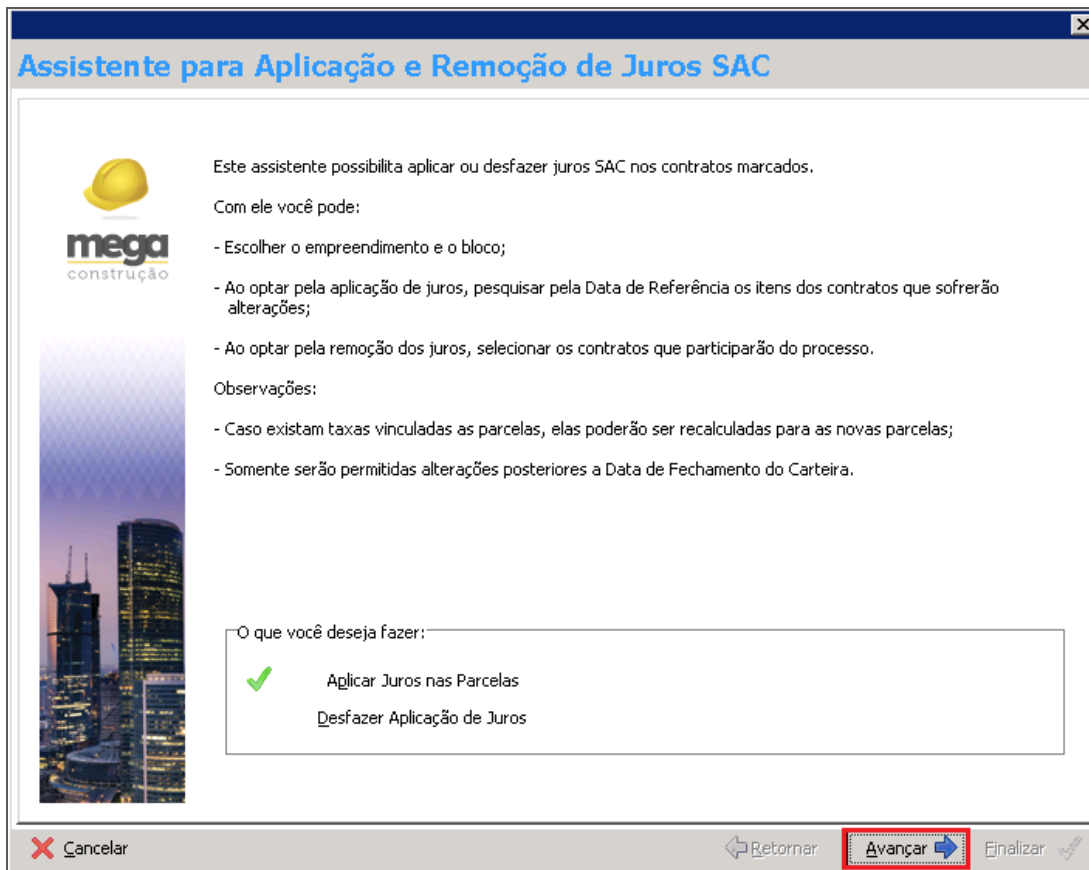 Assistente para Aplicação e Remoção de Juros SAC
mega
construção
Este assistente possibilita aplicar ou desfazer juros SAC nos contratos marcados.
Com ele você pode:
- Escolher o empreendimento e o bloco;
- Ao optar pela aplicação de juros, pesquisar pela Data de Referência os itens dos contratos que sofrerão
alterações;
- Ao optar pela remoção dos juros, selecionar os contratos que participarão do processo.
Observações:
- Caso existam taxas vinculadas as parcelas, elas poderão ser recalculadas para as novas parcelas;
- Somente serão permitidas alterações posteriores a Data de Fechamento do Carteira.
O que você deseja fazer:
Aplicar Juros nas Parcelas
Desfazer Aplicação de Juros
Cancelar Retornar Avançar Finalizar